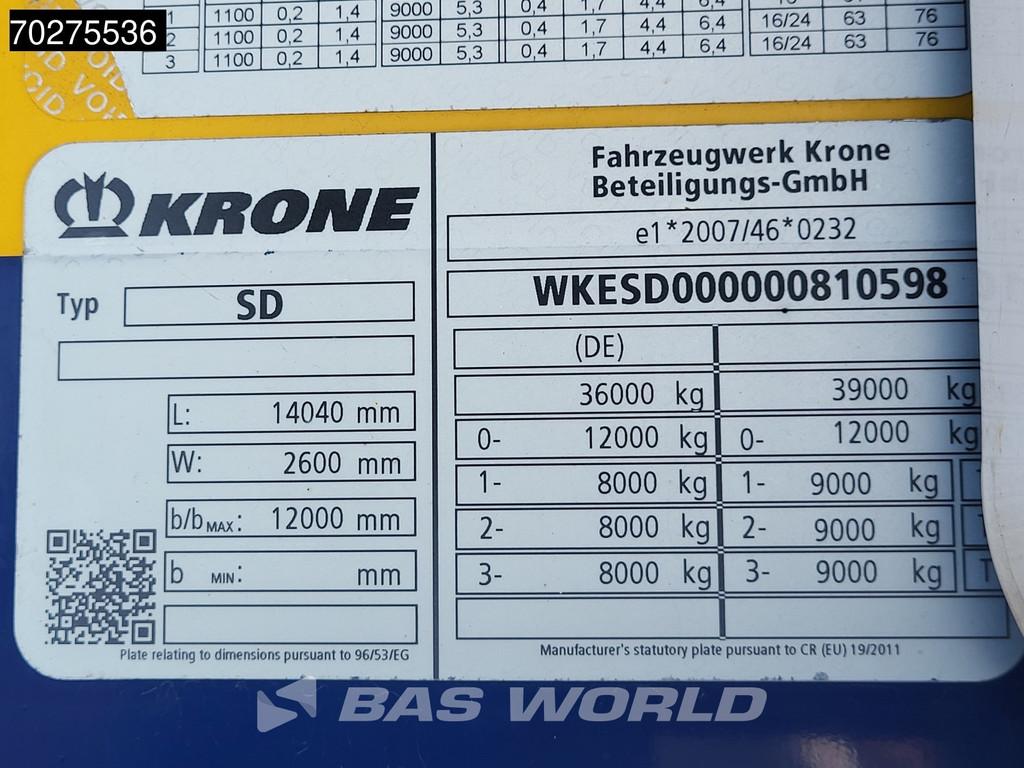 70275536
1 1100 0,2 1,4 9000 5,3 0,4 1,7 4,4 6,4
2 1100 0,2 1,4 9000 5,3 0,4 1,7 4,4 6,4 16/24 63 76
3 1100 0,2 1,4 9000 5,3 0,4 1,7 4,4 6,4 16/24 63 76
VOID
KRONE
Fahrzeugwerk Krone
Beteiligungs-GmbH
e1*2007/46*0232
WKESD000000810598
Typ SD
(DE)
L: 14040 mm
W: 2600 mm
b/b MAX: 12000 mm
b MIN: mm
36000 kg 39000 kg
0- 12000 kg 0- 12000 kg
1- 8000 kg 1- 9000 kg
2- 8000 kg 2- 9000 kg
3- 8000 kg 3- 9000 kg T
Plate relating to dimensions pursuant to 96/53/EG
Manufacturer's statutory plate pursuant to CR (EU) 19/2011
BAS WORLD